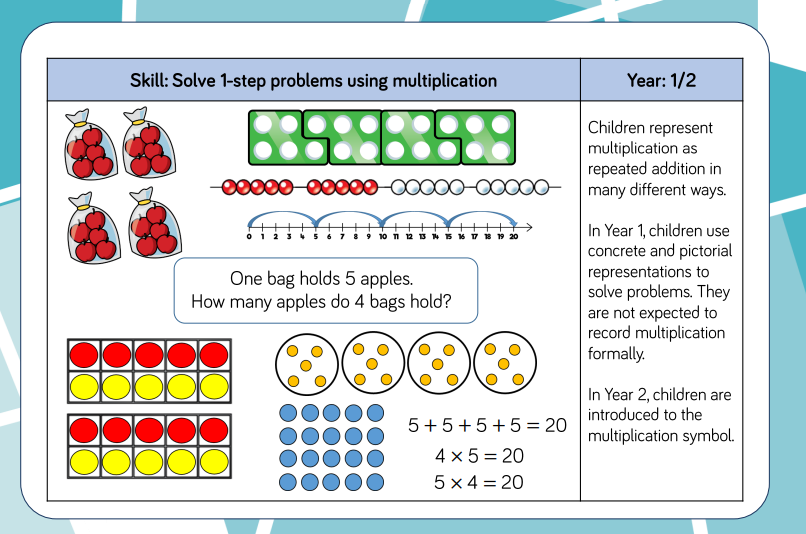 Skill: Solve 1-step problems using multiplication
Year: 1/2
0 1 2 3 4 5 6 7 8 9 10 11 12 13 14 15 16 17 18 19 20
One bag holds 5 apples.
How many apples do 4 bags hold?
5 + 5 + 5 + 5 = 20
4 × 5 = 20
5 × 4 = 20
Children represent
multiplication as
repeated addition in
many different ways.
In Year 1, children use
concrete and pictorial
representations to
solve problems. They
are not expected to
record multiplication
formally.
In Year 2, children are
introduced to the
multiplication symbol.